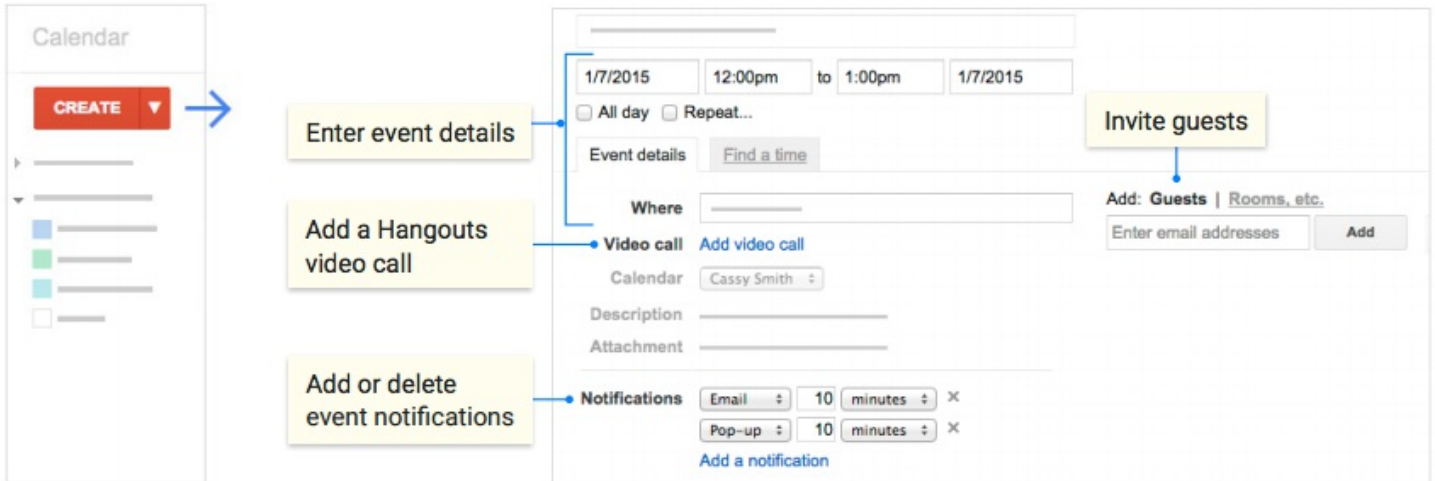 Calendar
CREATE
Enter event details
Add a Hangouts
video call
Add or delete
event notifications
1/7/2015 12:00pm to 1:00pm 1/7/2015
All day Repeat...
Event details Find a time
Where
Video call Add video call
Calendar Cassy Smith
Description
Attachment
Notifications Email 10 minutes ×
Pop-up 10 minutes ×
Add a notification
Invite guests
Add: Guests | Rooms, etc.
Enter email addresses Add